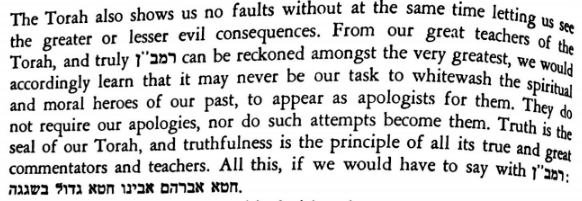 The Torah also shows us no faults without at the same time letting us see
the greater or lesser evil consequences. From our great teachers of the
Torah, and truly רמב"ן can be reckoned amongst the very greatest, we would
accordingly learn that it may never be our task to whitewash the spiritual
and moral heroes of our past, to appear as apologists for them. They do
not require our apologies, nor do such attempts become them. Truth is the
seal of our Torah, and truthfulness is the principle of all its true and great
commentators and teachers. All this, if we would have to say with רמב"ן:
חטא אברהם אבינו חטא גדול בשגגה.